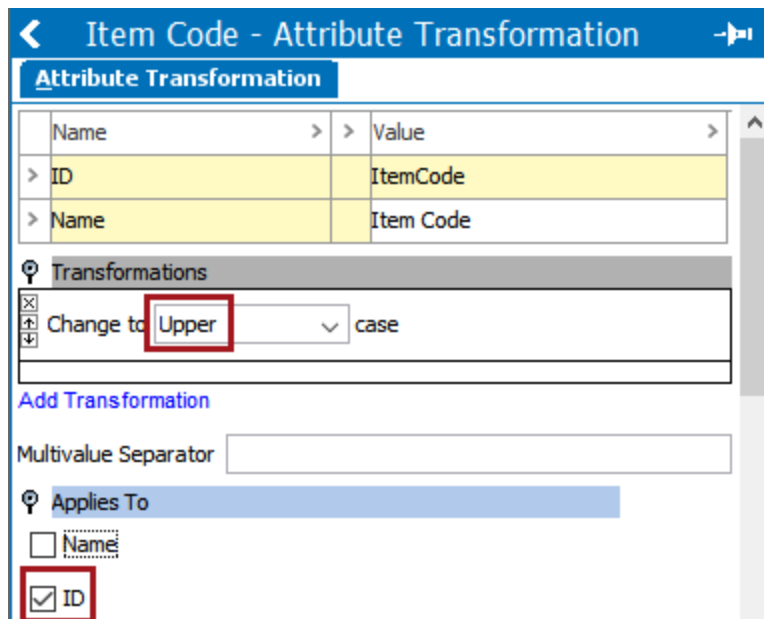 Item Code - Attribute Transformation
Attribute Transformation
Name > > Value >
> ID ItemCode
> Name Item Code
Transformations
Change to Upper case
Add Transformation
Multivalue Separator
Applies To
Name
ID